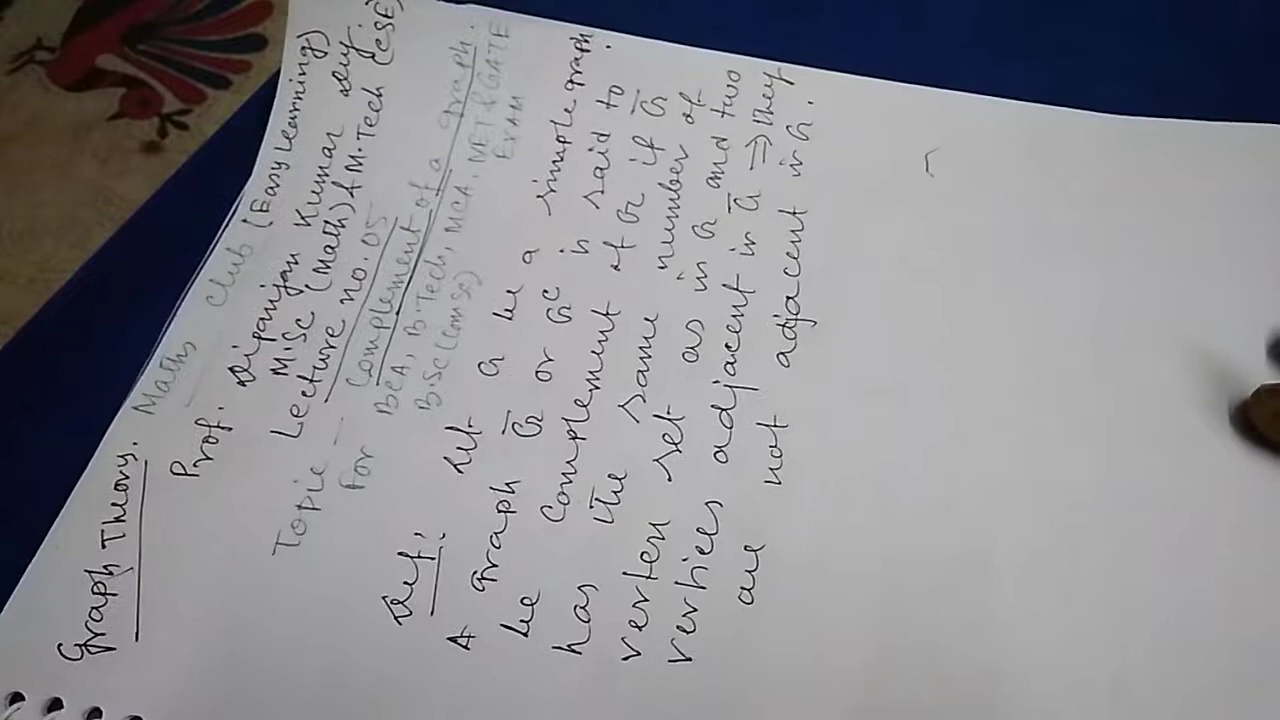 Graph Theory. Maths Club (Easy Learning)
Prof. Dipanjan Kumar Dey.
M.Sc (Math) & M.Tech (CSE)
Lecture no. 05
Topic - Complement of a graph.
For BCA, B.Tech, MCA, NET & GATE EXAM
B.Sc (Com Sc)
Def: Let G be a simple graph.
A graph G̅ or Gᶜ is said to
be complement of G if G̅
has the same number of
vertex set as in G and two
vertices adjacent in G̅ ⇒ they
are not adjacent in G.